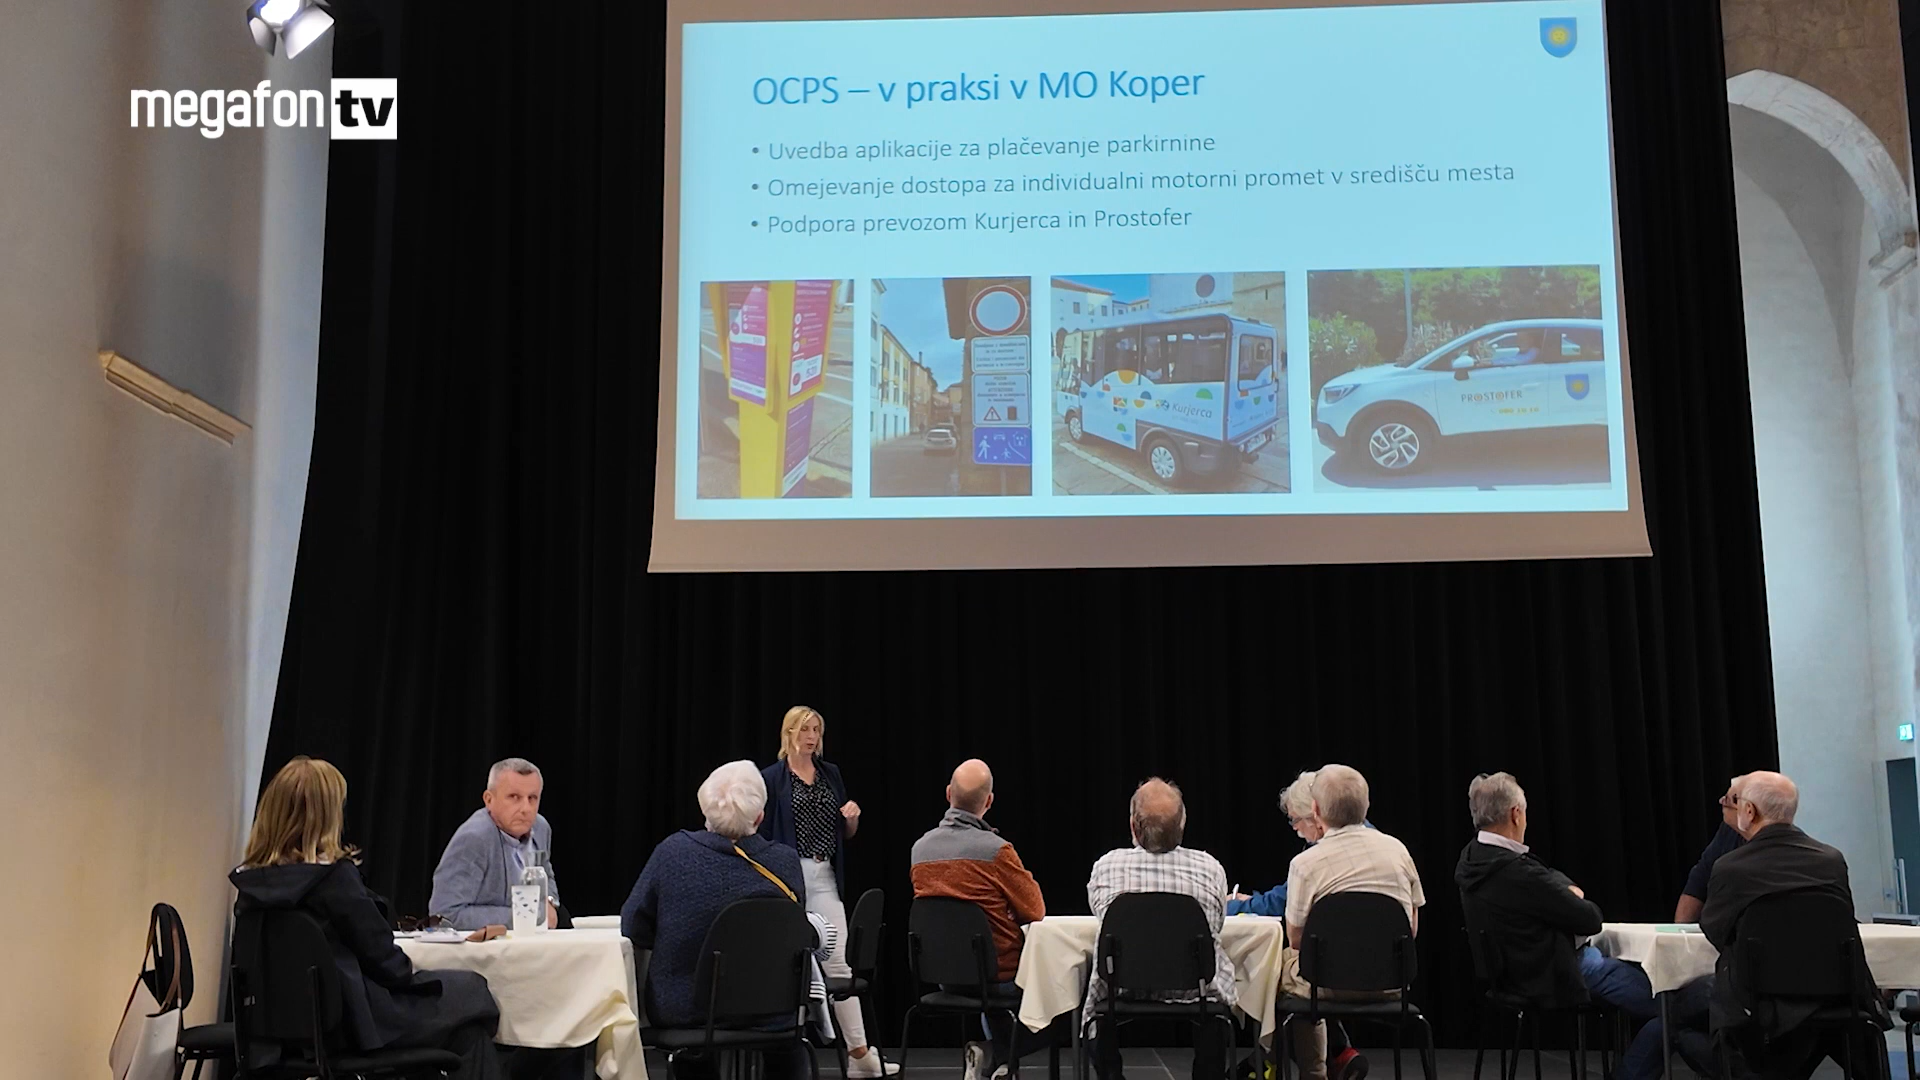 megafon tv
OCPS – v praksi v MO Koper
• Uvedba aplikacije za plačevanje parkirnine
• Omejevanje dostopa za individualni motorni promet v središču mesta
• Podpora prevozom Kurjerca in Prostofer
Kurjerca
PROSTOFER